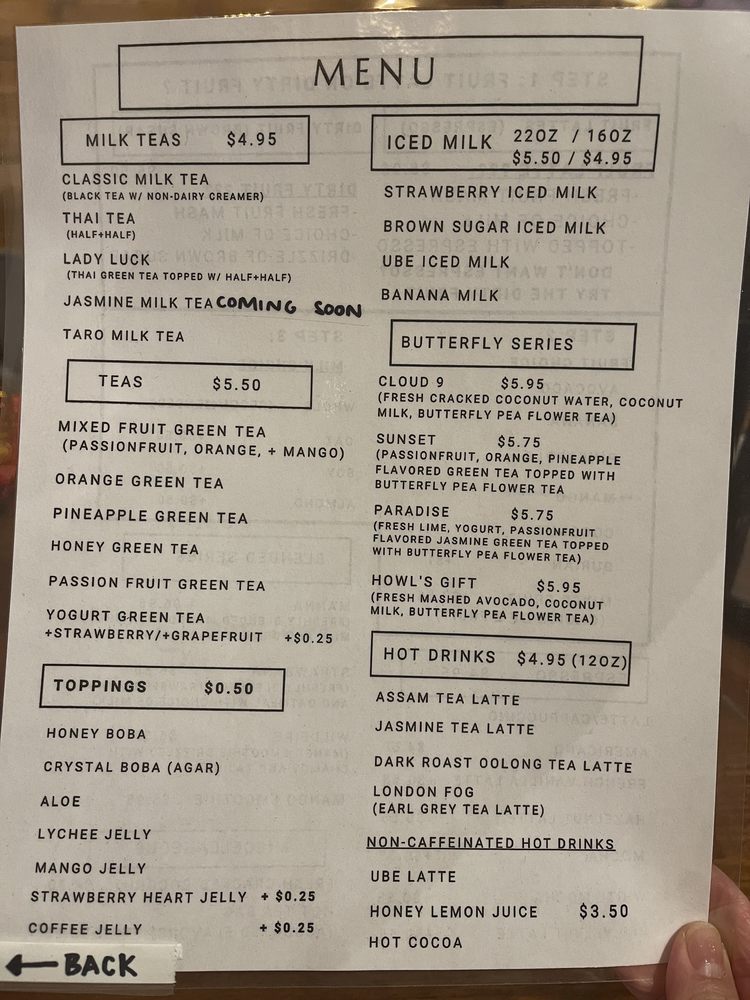 MENU
MILK TEAS $4.95
CLASSIC MILK TEA
(BLACK TEA W/ NON-DAIRY CREAMER)
THAI TEA
(HALF+HALF)
LADY LUCK
(THAI GREEN TEA TOPPED W/ HALF+HALF)
JASMINE MILK TEA COMING SOON
TARO MILK TEA
TEAS $5.50
MIXED FRUIT GREEN TEA
(PASSIONFRUIT, ORANGE, + MANGO)
ORANGE GREEN TEA
PINEAPPLE GREEN TEA
HONEY GREEN TEA
PASSION FRUIT GREEN TEA
YOGURT GREEN TEA
+STRAWBERRY/+GRAPEFRUIT +$0.25
TOPPINGS $0.50
HONEY BOBA
CRYSTAL BOBA (AGAR)
ALOE
LYCHEE JELLY
MANGO JELLY
STRAWBERRY HEART JELLY + $0.25
COFFEE JELLY + $0.25
← BACK
ICED MILK 22OZ / 16OZ
$5.50 / $4.95
STRAWBERRY ICED MILK
BROWN SUGAR ICED MILK
UBE ICED MILK
BANANA MILK
BUTTERFLY SERIES
CLOUD 9 $5.95
(FRESH CRACKED COCONUT WATER, COCONUT
MILK, BUTTERFLY PEA FLOWER TEA)
SUNSET $5.75
(PASSIONFRUIT, ORANGE, PINEAPPLE
FLAVORED GREEN TEA TOPPED WITH
BUTTERFLY PEA FLOWER TEA
PARADISE $5.75
(FRESH LIME, YOGURT, PASSIONFRUIT
FLAVORED JASMINE GREEN TEA TOPPED
WITH BUTTERFLY PEA FLOWER TEA)
HOWL'S GIFT $5.95
(FRESH MASHED AVOCADO, COCONUT
MILK, BUTTERFLY PEA FLOWER TEA)
HOT DRINKS $4.95 (12OZ)
ASSAM TEA LATTE
JASMINE TEA LATTE
DARK ROAST OOLONG TEA LATTE
LONDON FOG
(EARL GREY TEA LATTE)
NON-CAFFEINATED HOT DRINKS
UBE LATTE
HONEY LEMON JUICE $3.50
HOT COCOA